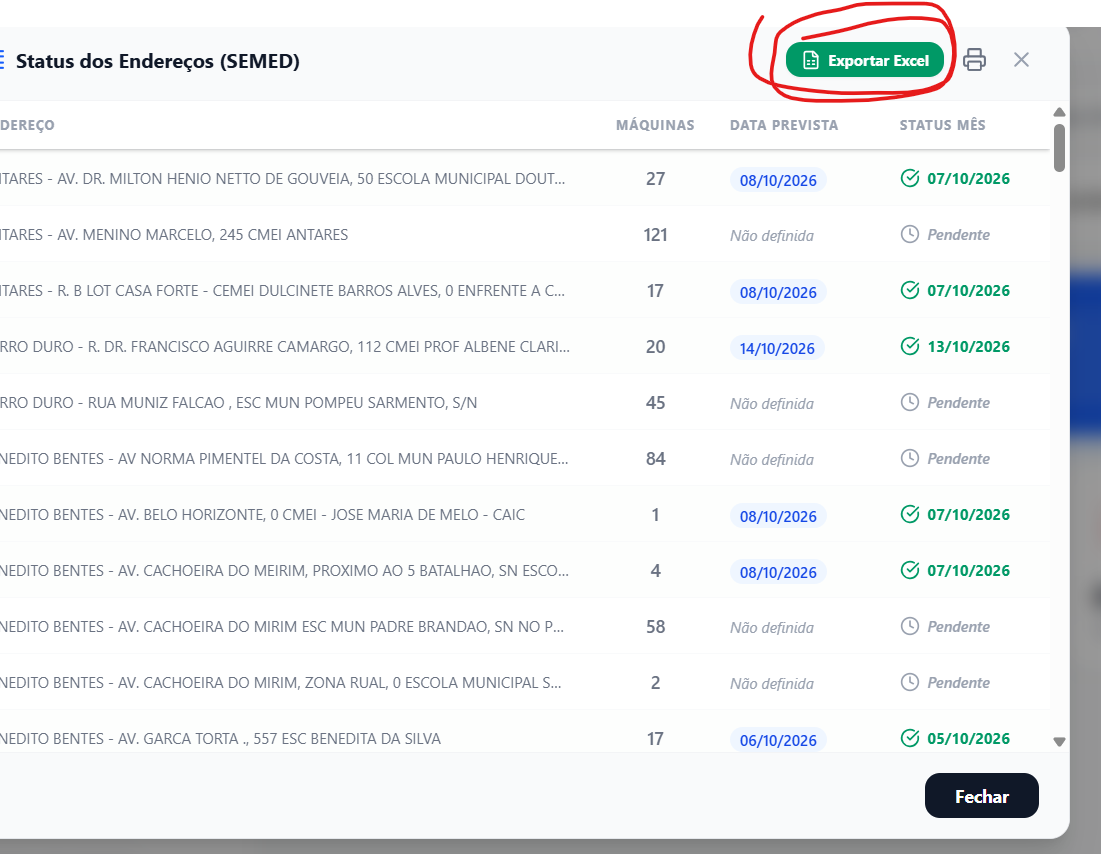 Status dos Endereços (SEMED) Exportar Excel
DEREÇO MÁQUINAS DATA PREVISTA STATUS MÊS
TARES - AV. DR. MILTON HENIO NETTO DE GOUVEIA, 50 ESCOLA MUNICIPAL DOUT... 27 08/10/2026 07/10/2026
TARES - AV. MENINO MARCELO, 245 CMEI ANTARES 121 Não definida Pendente
TARES - R. B LOT CASA FORTE - CEMEI DULCINETE BARROS ALVES, 0 ENFRENTE A C... 17 08/10/2026 07/10/2026
RRO DURO - R. DR. FRANCISCO AGUIRRE CAMARGO, 112 CMEI PROF ALBENE CLARI... 20 14/10/2026 13/10/2026
RRO DURO - RUA MUNIZ FALCAO , ESC MUN POMPEU SARMENTO, S/N 45 Não definida Pendente
NEDITO BENTES - AV NORMA PIMENTEL DA COSTA, 11 COL MUN PAULO HENRIQUE... 84 Não definida Pendente
NEDITO BENTES - AV. BELO HORIZONTE, 0 CMEI - JOSE MARIA DE MELO - CAIC 1 08/10/2026 07/10/2026
NEDITO BENTES - AV. CACHOEIRA DO MEIRIM, PROXIMO AO 5 BATALHAO, SN ESCO... 4 08/10/2026 07/10/2026
NEDITO BENTES - AV. CACHOEIRA DO MIRIM ESC MUN PADRE BRANDAO, SN NO P... 58 Não definida Pendente
NEDITO BENTES - AV. CACHOEIRA DO MIRIM, ZONA RUAL, 0 ESCOLA MUNICIPAL S... 2 Não definida Pendente
NEDITO BENTES - AV. GARCA TORTA ., 557 ESC BENEDITA DA SILVA 17 06/10/2026 05/10/2026
Fechar